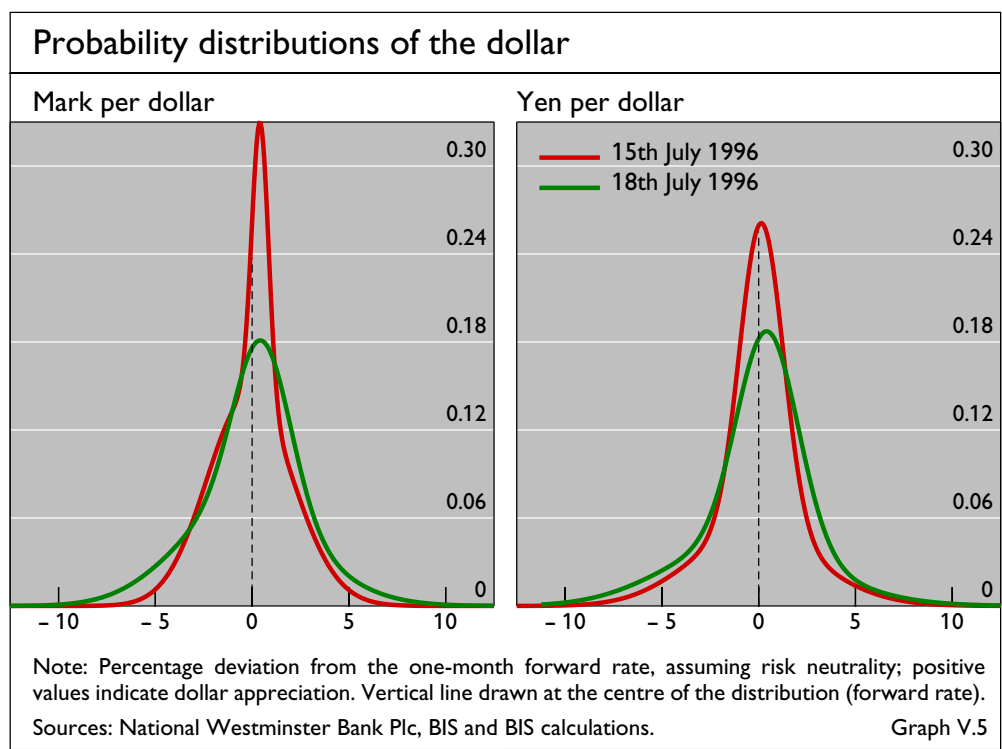 Probability distributions of the dollar
Mark per dollar
0.30
0.24
0.18
0.12
0.06
0
– 10 – 5 0 5 10
Yen per dollar
15th July 1996
18th July 1996
0.30
0.24
0.18
0.12
0.06
0
– 10 – 5 0 5 10
Note: Percentage deviation from the one-month forward rate, assuming risk neutrality; positive
values indicate dollar appreciation. Vertical line drawn at the centre of the distribution (forward rate).
Sources: National Westminster Bank Plc, BIS and BIS calculations. Graph V.5